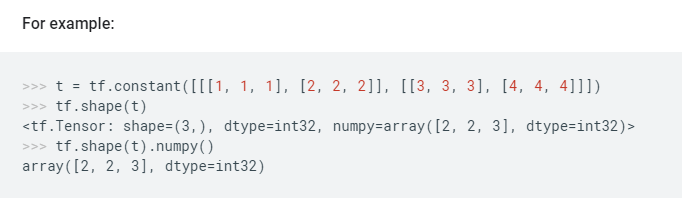 For example:
>>> t = tf.constant([[[1, 1, 1], [2, 2, 2]], [[3, 3, 3], [4, 4, 4]]])
>>> tf.shape(t)
<tf.Tensor: shape=(3,), dtype=int32, numpy=array([2, 2, 3], dtype=int32)>
>>> tf.shape(t).numpy()
array([2, 2, 3], dtype=int32)